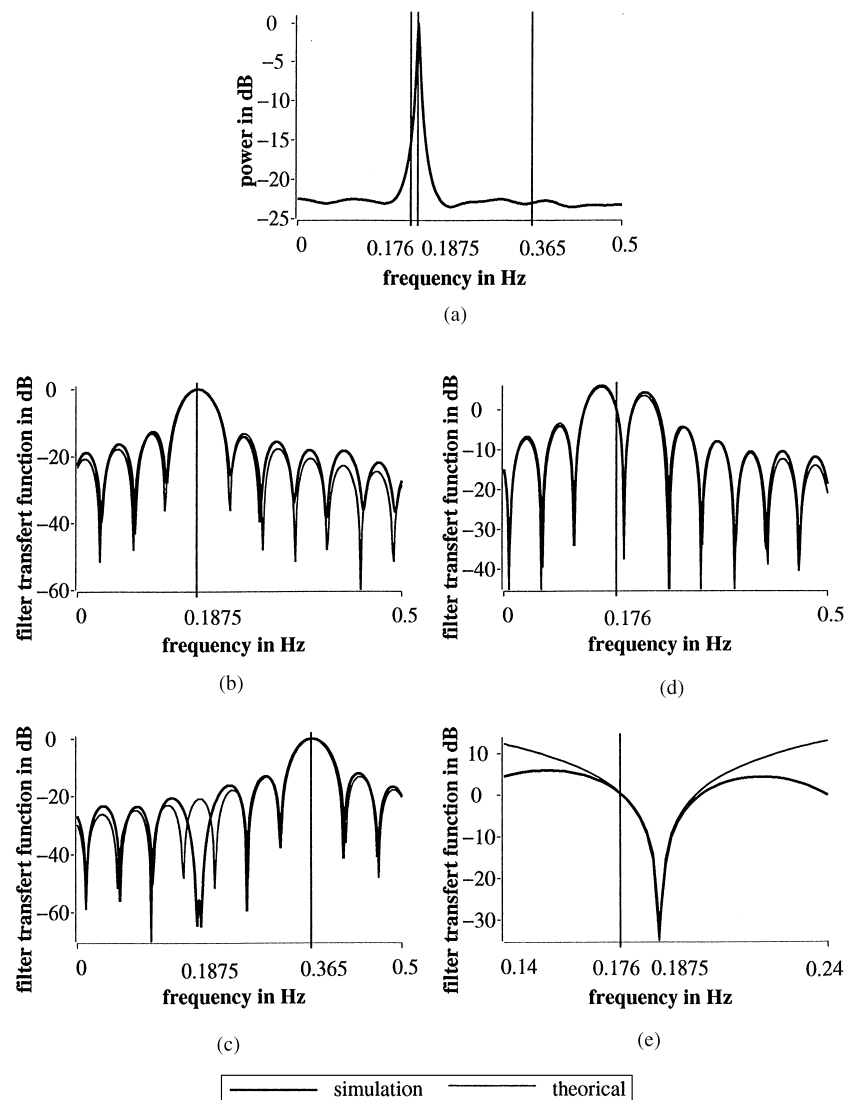 power in dB
0
−5
−10
−15
−20
−25
0
0.176
0.1875
0.365
0.5
frequency in Hz
(a)
filter transfert function in dB
0
−20
−40
−60
0
0.1875
0.5
frequency in Hz
(b)
filter transfert function in dB
0
−10
−20
−30
−40
0
0.176
0.5
frequency in Hz
(d)
filter transfert function in dB
0
−20
−40
−60
0
0.1875
0.365
0.5
frequency in Hz
(c)
filter transfert function in dB
10
0
−10
−20
−30
0.14
0.176
0.1875
0.24
frequency in Hz
(e)
simulation
theorical